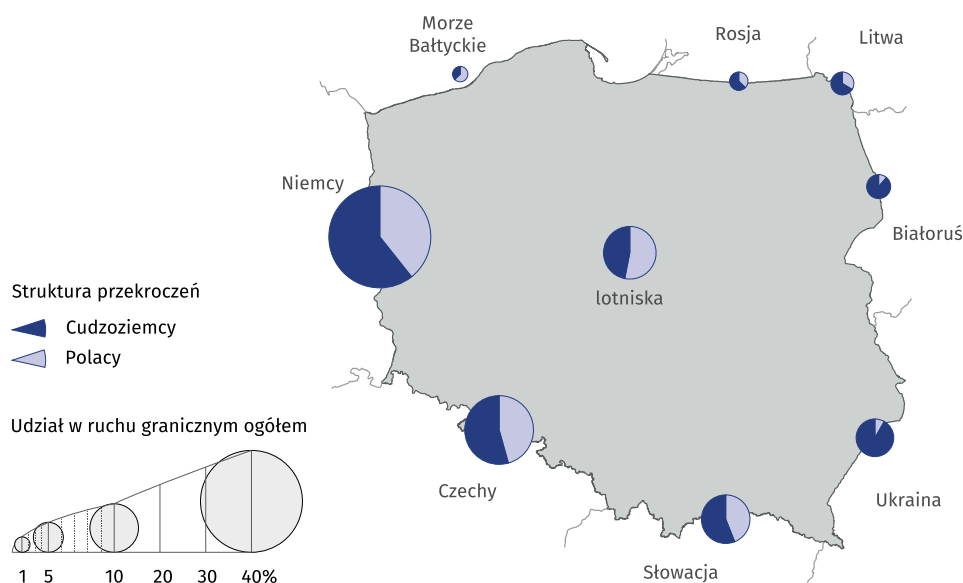 Morze
Bałtyckie
Rosja
Litwa
Niemcy
Białoruś
lotniska
Struktura przekroczeń
Cudzoziemcy
Polacy
Udział w ruchu granicznym ogółem
Czechy
Ukraina
Słowacja
1 5 10 20 30 40%